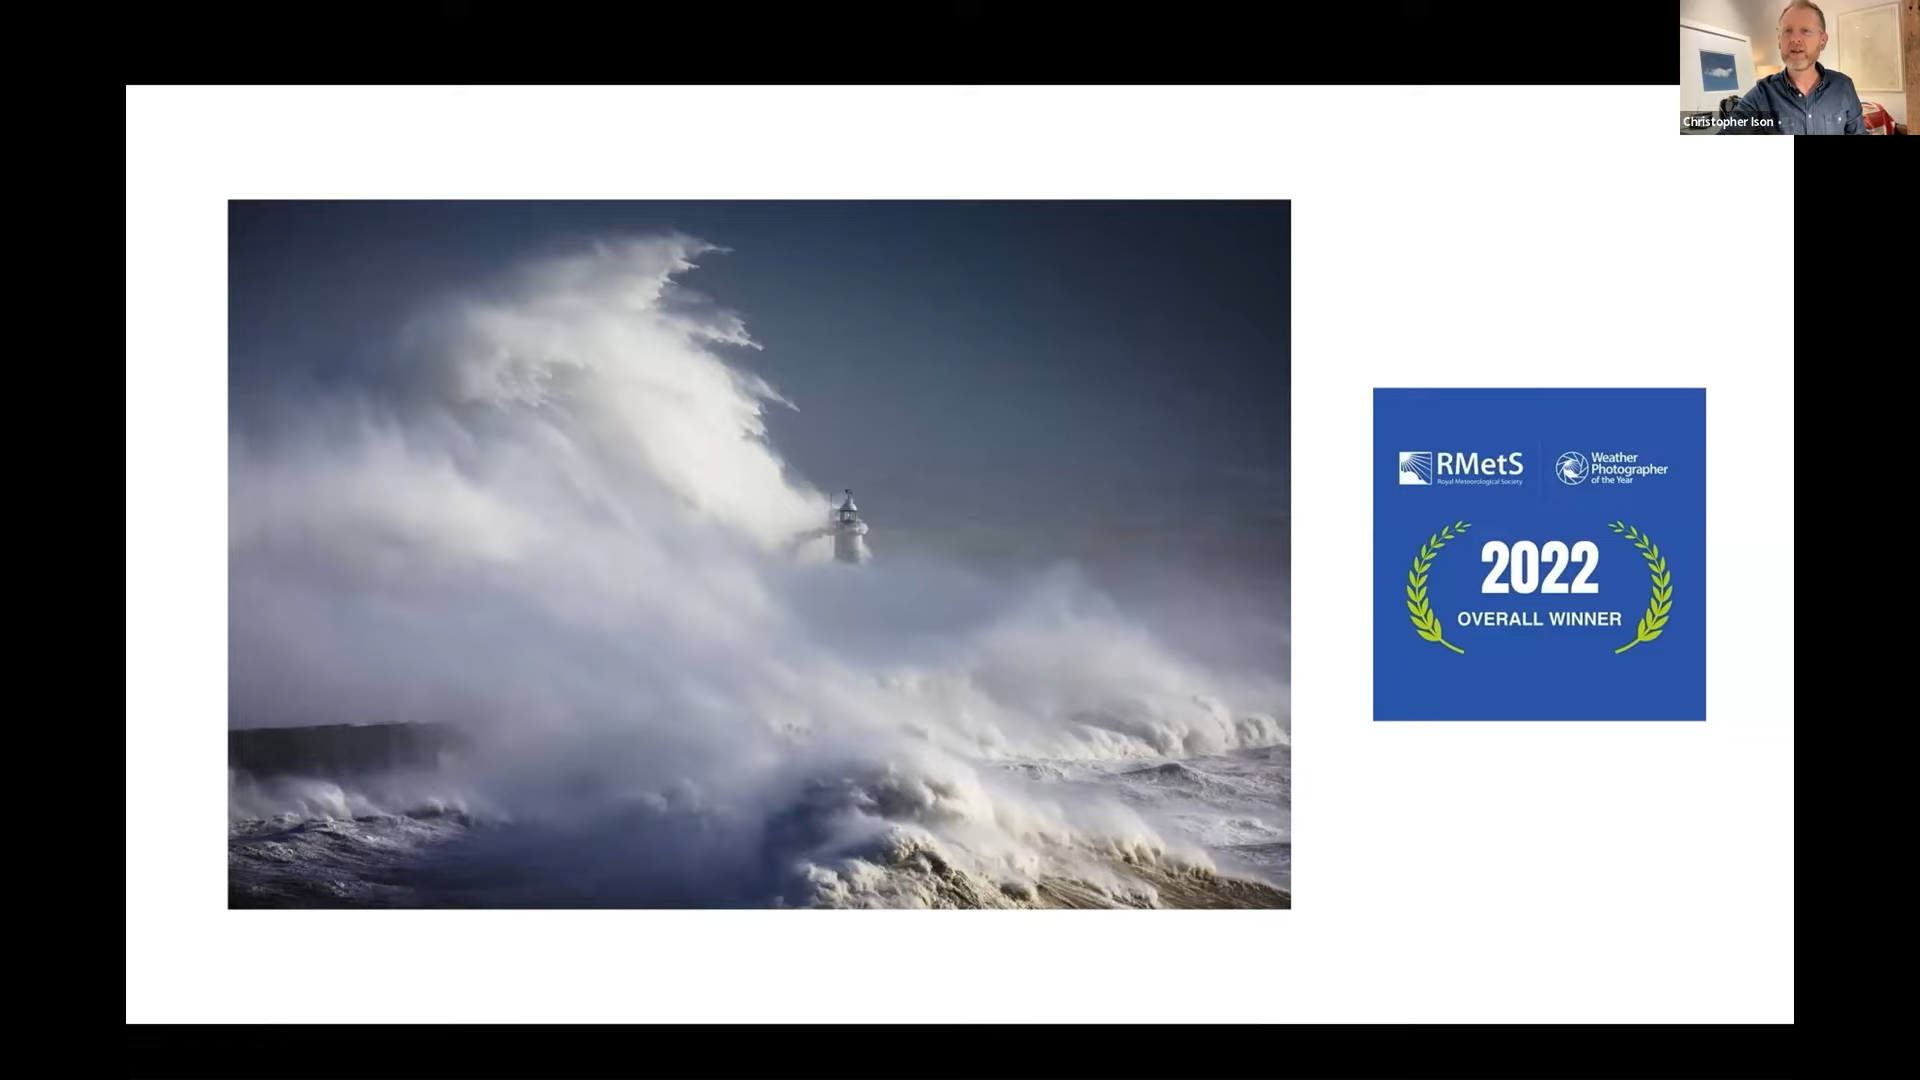 Christopher Ison
RMetS
Royal Meteorological Society
Weather
Photographer
of the Year
2022
OVERALL WINNER